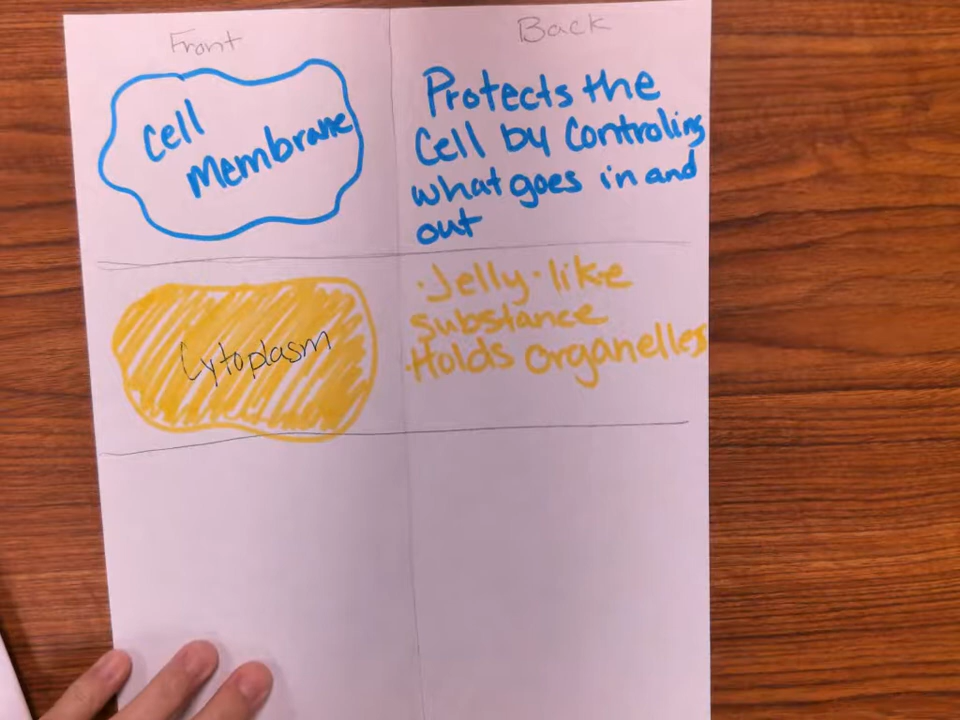 Front
Back
Cell
Membrane
Protects the
Cell by Controling
what goes in and
out
Cytoplasm
·Jelly-like
substance
·Holds organelles